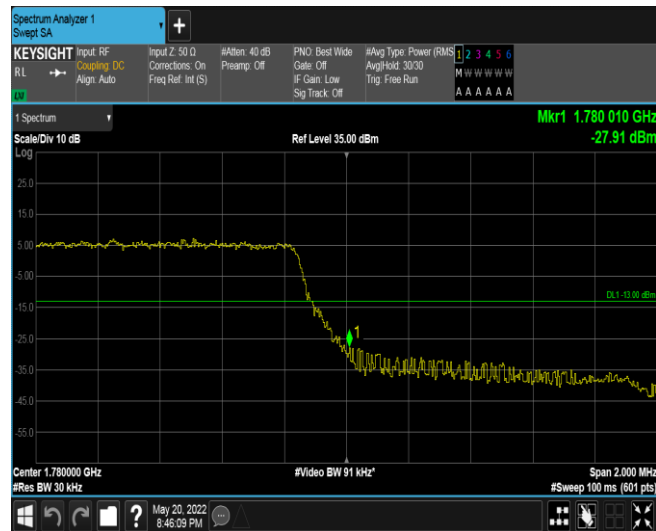 Spectrum Analyzer 1
Swept SA
+
KEYSIGHT
RL
LXI
Input: RF
Coupling: DC
Align: Auto
Input Z: 50 Ω
Corrections: On
Freq Ref: Int (S)
#Atten: 40 dB
Preamp: Off
PNO: Best Wide
Gate: Off
IF Gain: Low
Sig Track: Off
#Avg Type: Power (RMS
Avg|Hold: 30/30
Trig: Free Run
1 2 3 4 5 6
M W W W W W
A A A A A A
1 Spectrum
Scale/Div 10 dB
Log
Ref Level 35.00 dBm
Mkr1 1.780 010 GHz
-27.91 dBm
25.0
15.0
5.00
-5.00
-15.0
-25.0
-35.0
-45.0
-55.0
DL1 -13.00 dBm
1
Center 1.780000 GHz
#Res BW 30 kHz
#Video BW 91 kHz*
Span 2.000 MHz
#Sweep 100 ms (601 pts)
?
May 20, 2022
8:46:09 PM